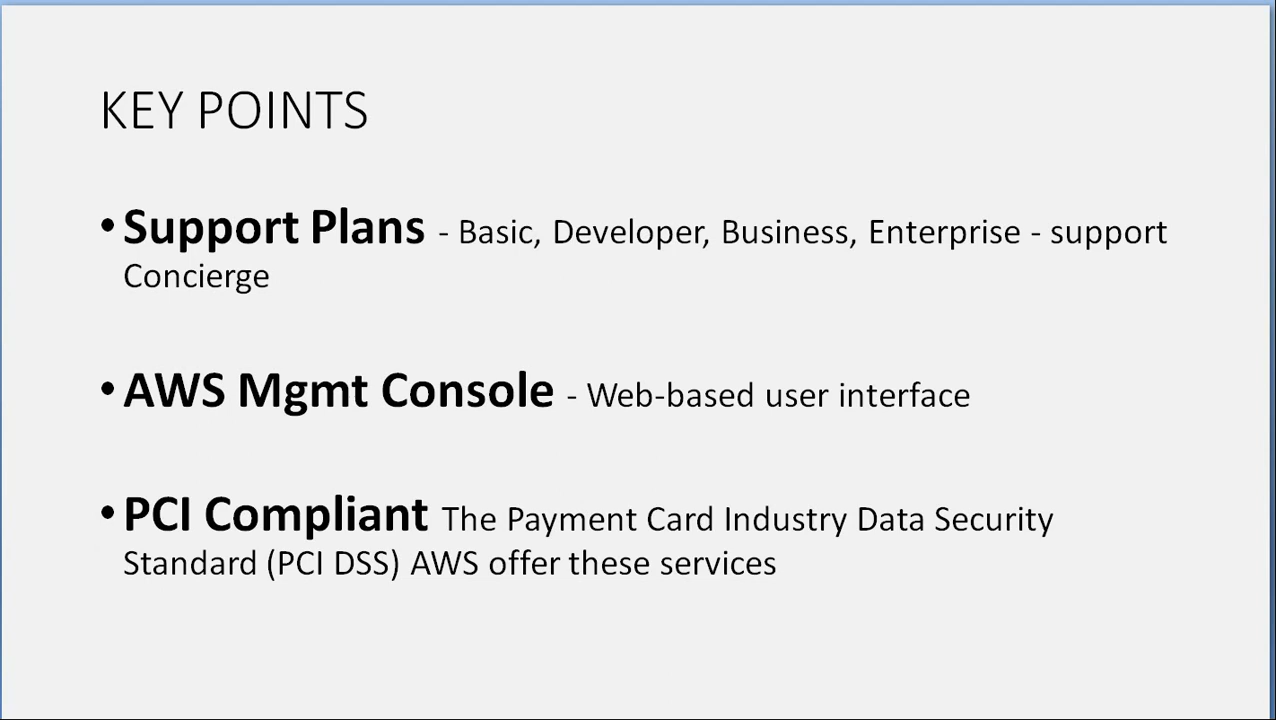 KEY POINTS
•Support Plans - Basic, Developer, Business, Enterprise - support
Concierge
•AWS Mgmt Console - Web-based user interface
•PCI Compliant The Payment Card Industry Data Security
Standard (PCI DSS) AWS offer these services